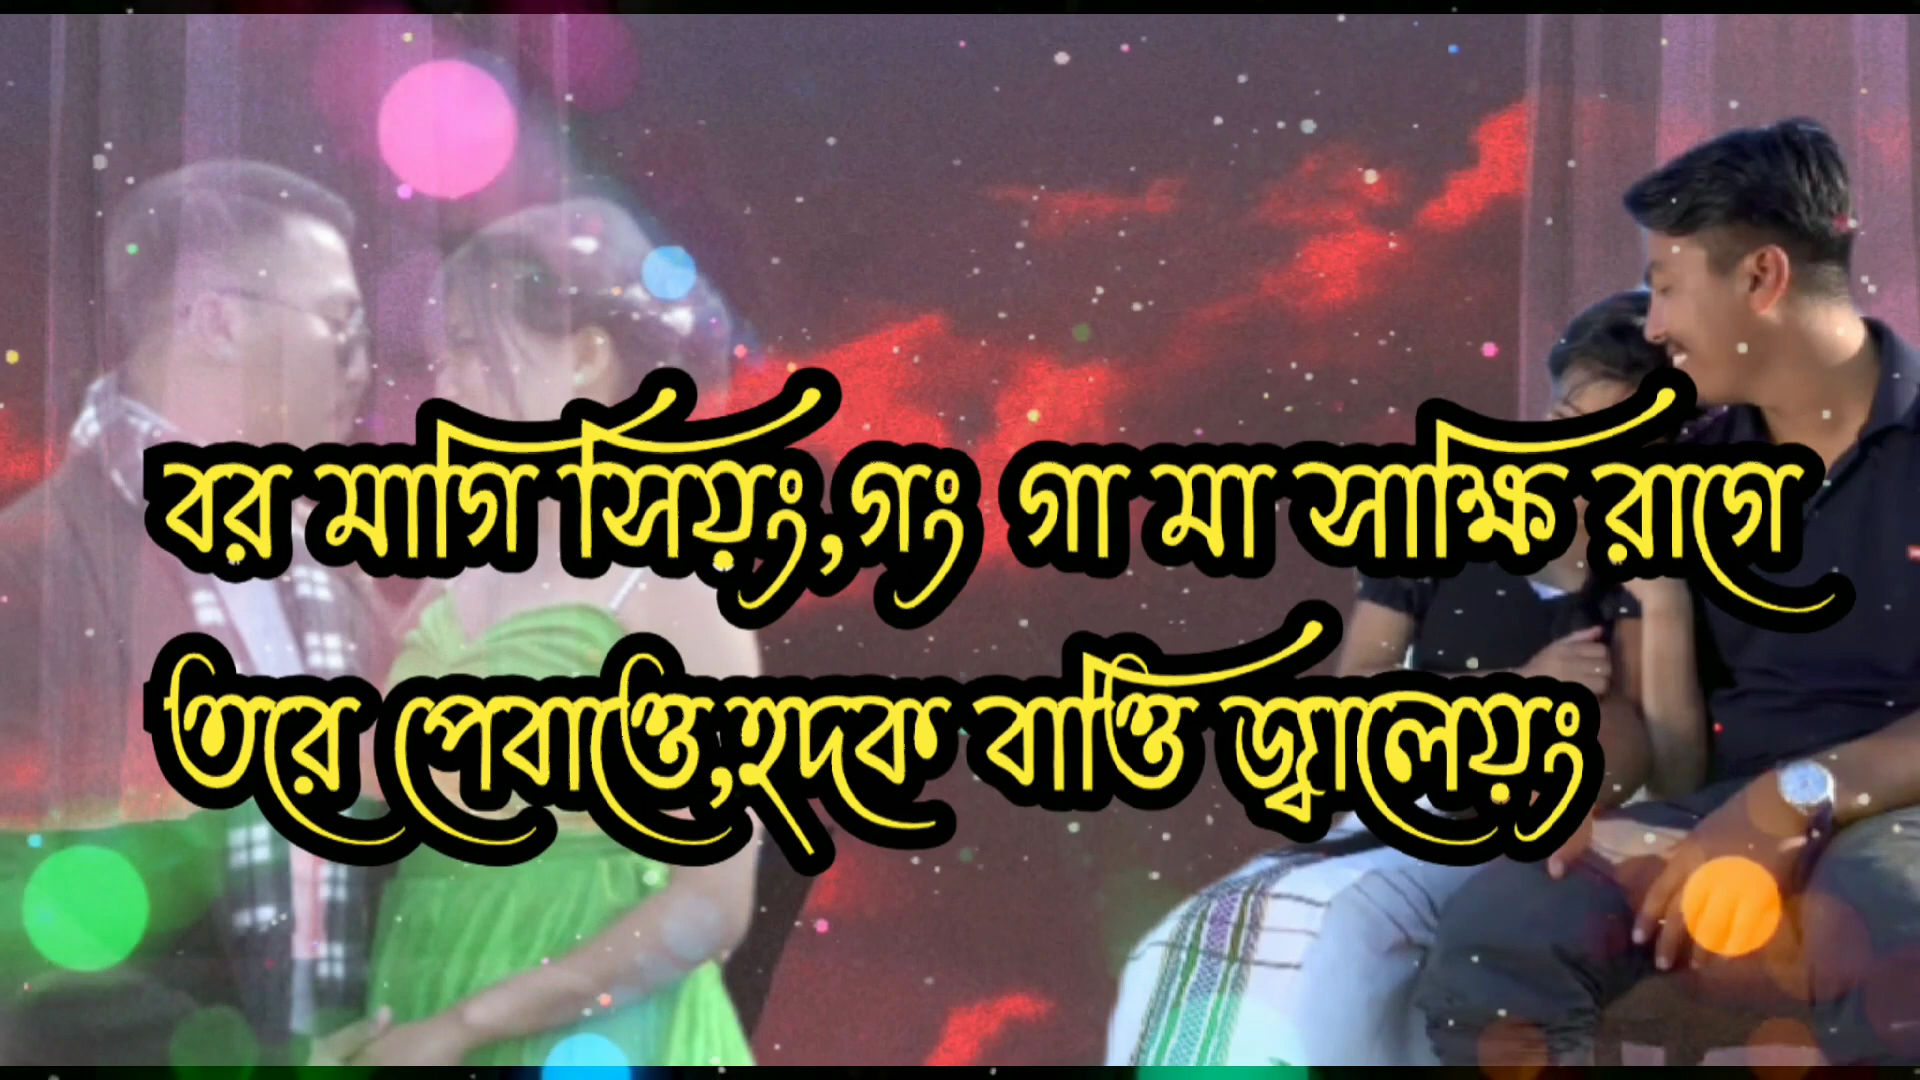 বর মাগি সিয়ং,গং গা মা সাক্ষি রাগে
তরে পেবাত্তে,হদক বাত্তি জ্বালেয়ং